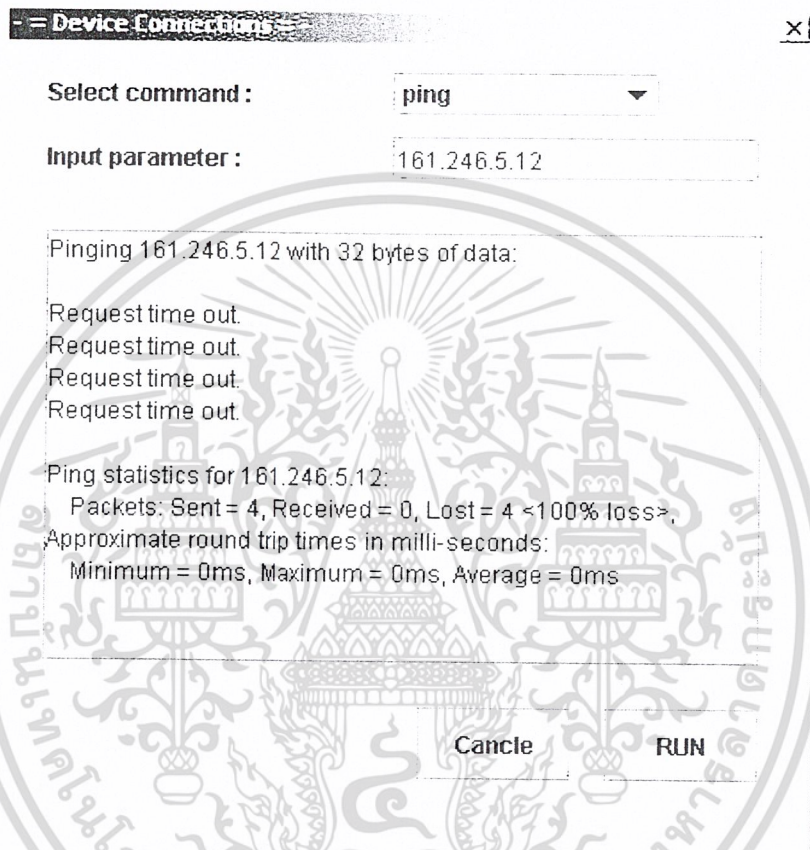 - = Device Connections = -
×
Select command :
ping
Input parameter :
161.246.5.12
Pinging 161.246.5.12 with 32 bytes of data:
Request time out.
Request time out.
Request time out.
Request time out.
Ping statistics for 161.246.5.12:
Packets: Sent = 4, Received = 0, Lost = 4 <100% loss>,
Approximate round trip times in milli-seconds:
Minimum = 0ms, Maximum = 0ms, Average = 0ms
Cancle
RUN